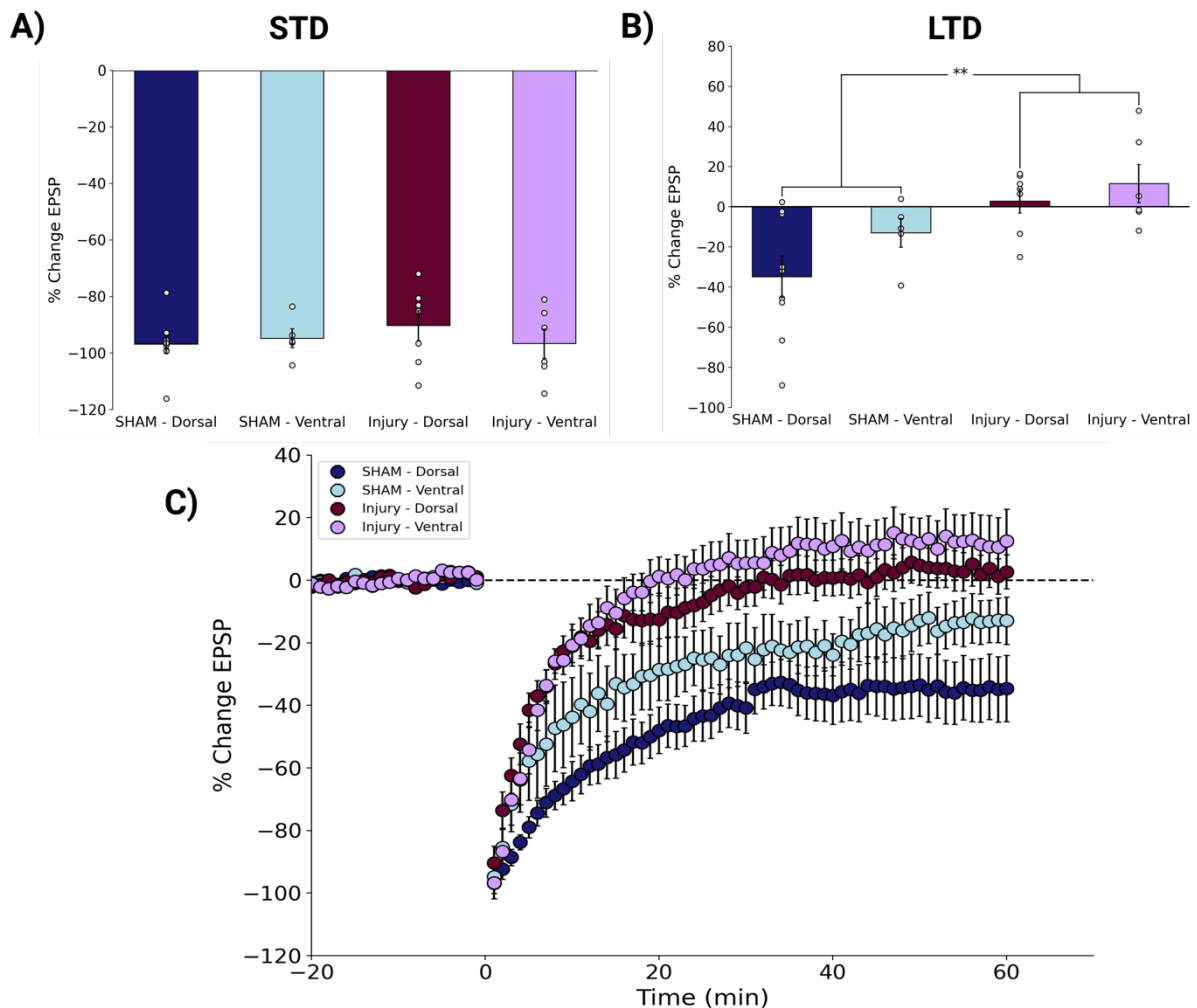 A)
STD
% Change EPSP
0
−20
−40
−60
−80
−100
−120
SHAM - Dorsal
SHAM - Ventral
Injury - Dorsal
Injury - Ventral
B)
LTD
% Change EPSP
80
60
40
20
0
−20
−40
−60
−80
−100
**
SHAM - Dorsal
SHAM - Ventral
Injury - Dorsal
Injury - Ventral
C)
% Change EPSP
40
20
0
−20
−40
−60
−80
−100
−120
SHAM - Dorsal
SHAM - Ventral
Injury - Dorsal
Injury - Ventral
−20
0
20
40
60
Time (min)